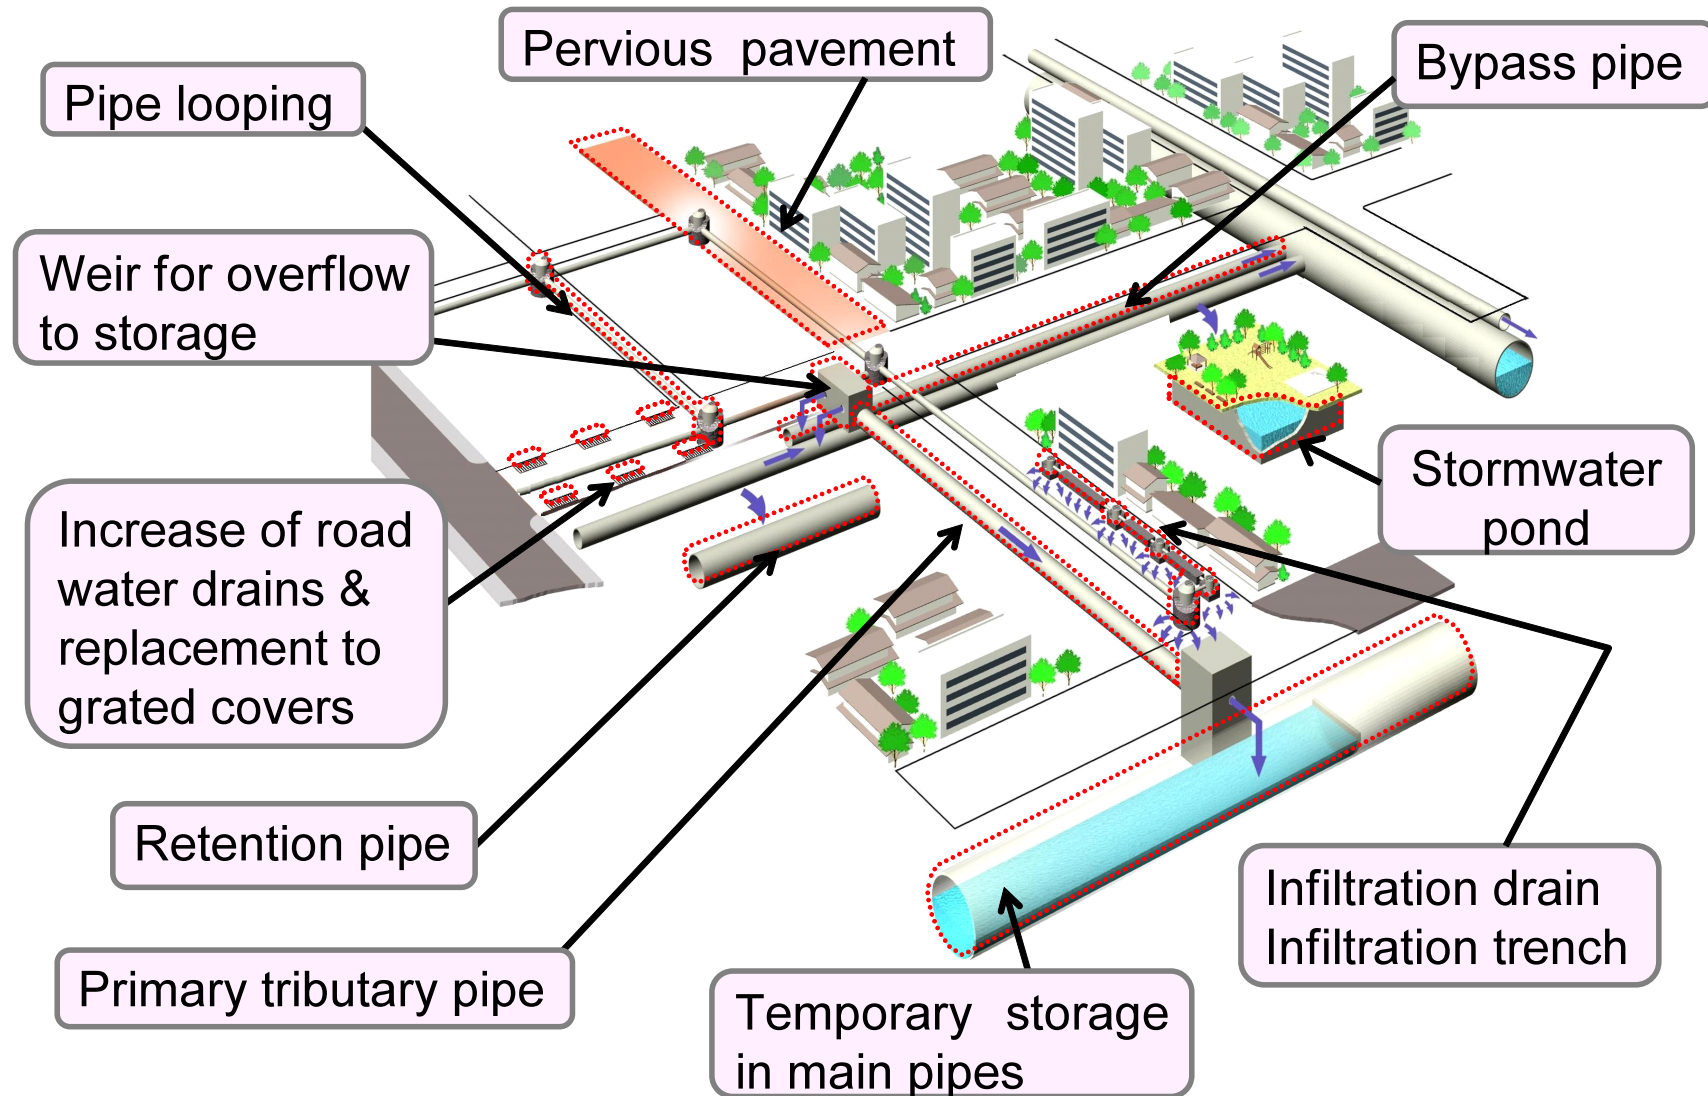 Pervious pavement
Bypass pipe
Pipe looping
Weir for overflow
to storage
Stormwater
pond
Increase of road
water drains &
replacement to
grated covers
Retention pipe
Infiltration drain
Infiltration trench
Primary tributary pipe
Temporary storage
in main pipes